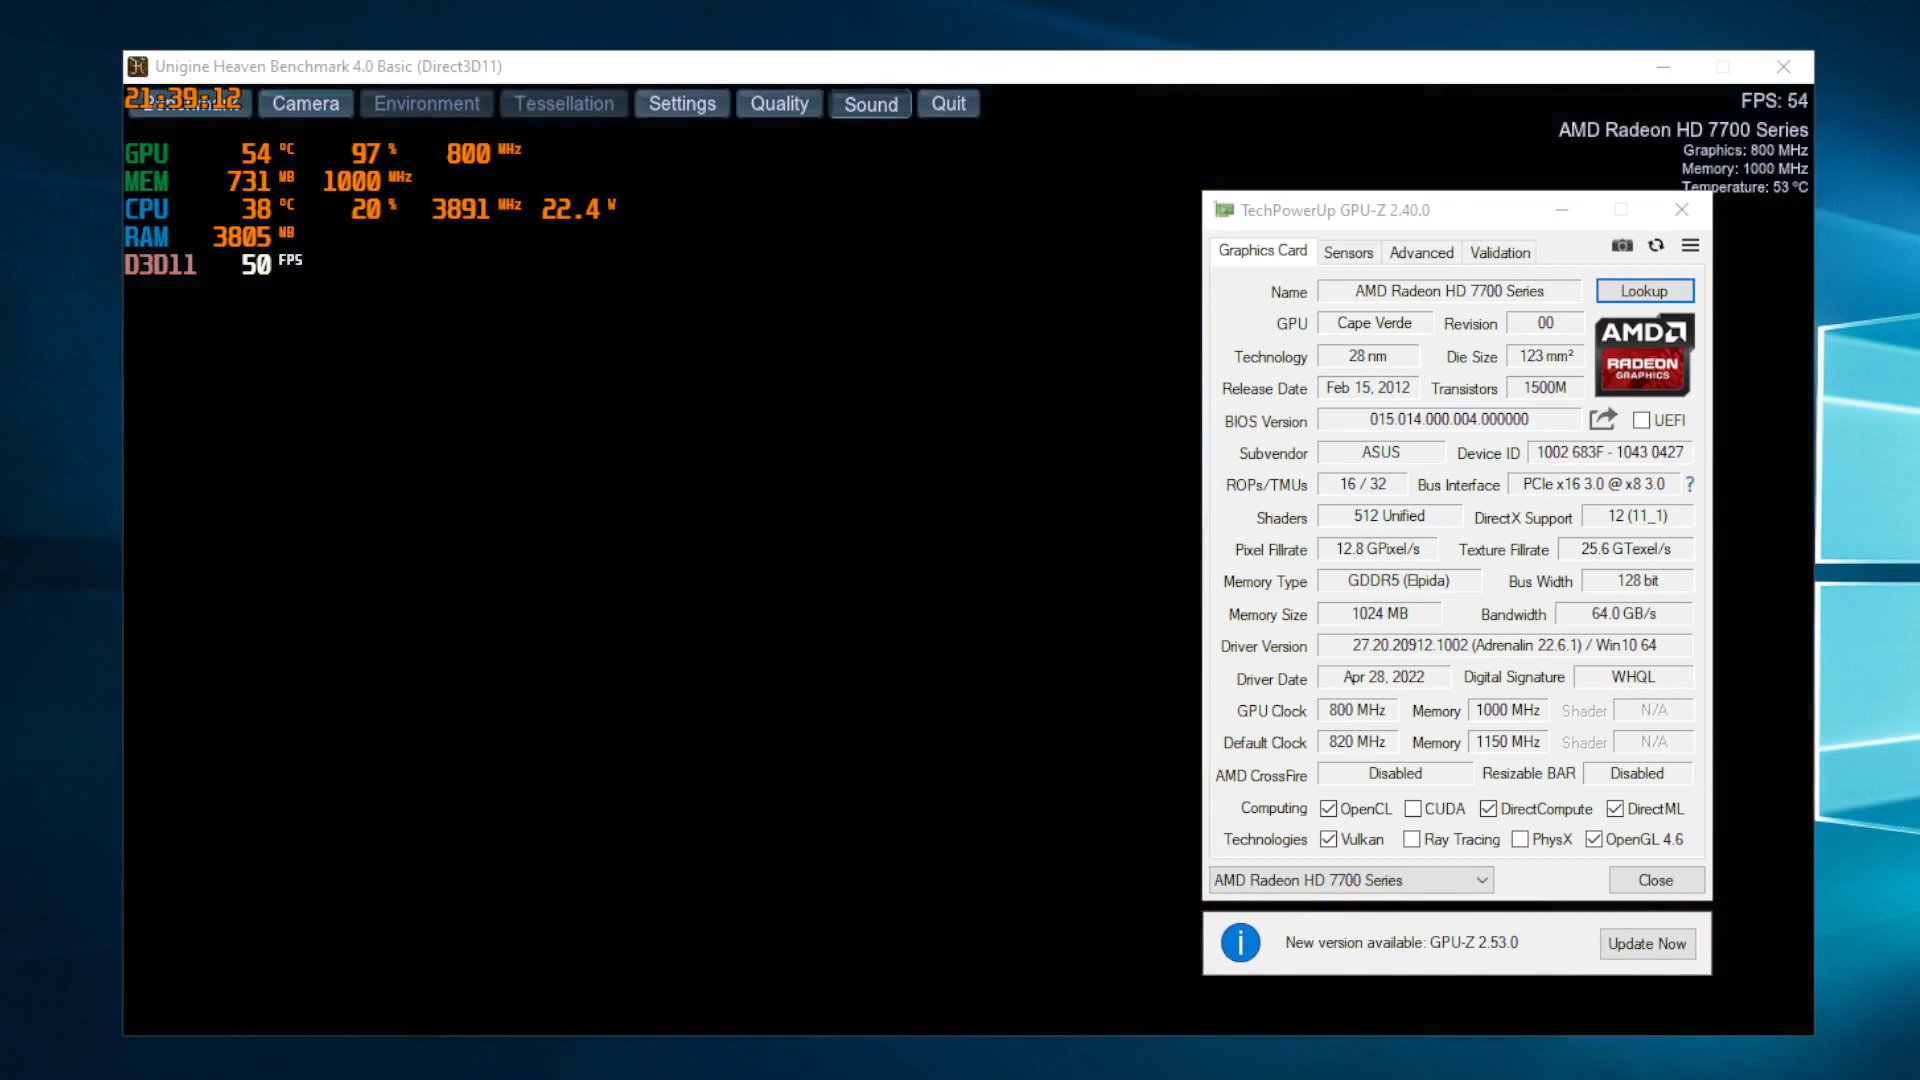 Unigine Heaven Benchmark 4.0 Basic (Direct3D11)
21:39:12 Camera Environment Tessellation Settings Quality Sound Quit
FPS: 54
AMD Radeon HD 7700 Series
Graphics: 800 MHz
Memory: 1000 MHz
Temperature: 53 °C
GPU 54 °C 97 % 800 MHz
MEM 731 MB 1000 MHz
CPU 38 °C 20 % 3891 MHz 22.4 W
RAM 3805 MB
D3D11 50 FPS
TechPowerUp GPU-Z 2.40.0
Graphics Card Sensors Advanced Validation
Name AMD Radeon HD 7700 Series Lookup
GPU Cape Verde Revision 00
AMD
RADEON
GRAPHICS
Technology 28 nm Die Size 123 mm²
Release Date Feb 15, 2012 Transistors 1500M
BIOS Version 015.014.000.004.000000 UEFI
Subvendor ASUS Device ID 1002 683F - 1043 0427
ROPs/TMUs 16 / 32 Bus Interface PCIe x16 3.0 @ x8 3.0 ?
Shaders 512 Unified DirectX Support 12 (11_1)
Pixel Fillrate 12.8 GPixel/s Texture Fillrate 25.6 GTexel/s
Memory Type GDDR5 (Elpida) Bus Width 128 bit
Memory Size 1024 MB Bandwidth 64.0 GB/s
Driver Version 27.20.20912.1002 (Adrenalin 22.6.1) / Win10 64
Driver Date Apr 28, 2022 Digital Signature WHQL
GPU Clock 800 MHz Memory 1000 MHz Shader N/A
Default Clock 820 MHz Memory 1150 MHz Shader N/A
AMD CrossFire Disabled Resizable BAR Disabled
Computing OpenCL CUDA DirectCompute DirectML
Technologies Vulkan Ray Tracing PhysX OpenGL 4.6
AMD Radeon HD 7700 Series Close
New version available: GPU-Z 2.53.0 Update Now